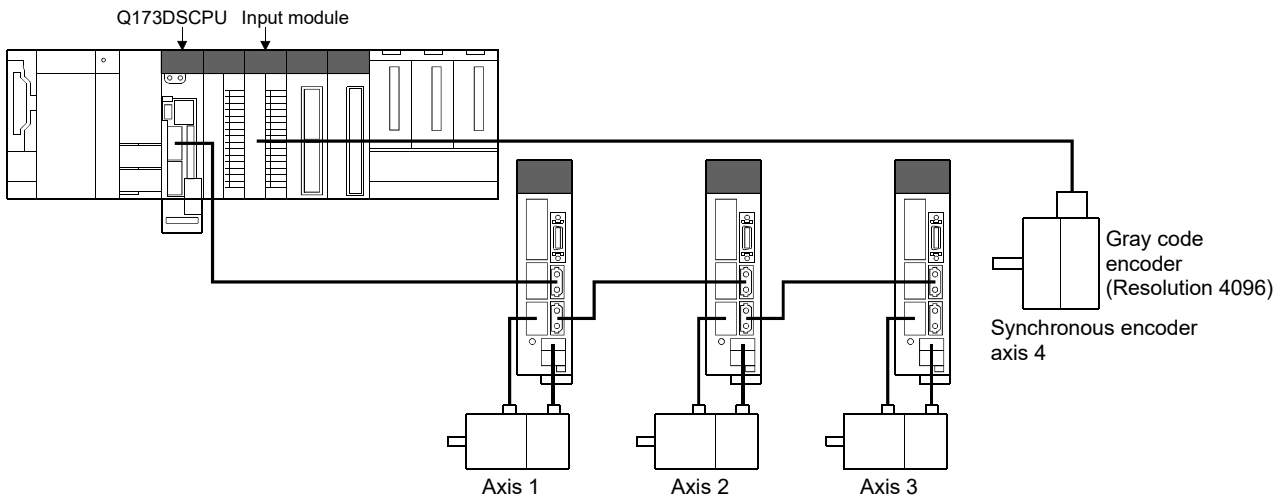 Q173DSCPU
Input module
Gray code
encoder
(Resolution 4096)
Synchronous encoder
axis 4
Axis 1
Axis 2
Axis 3